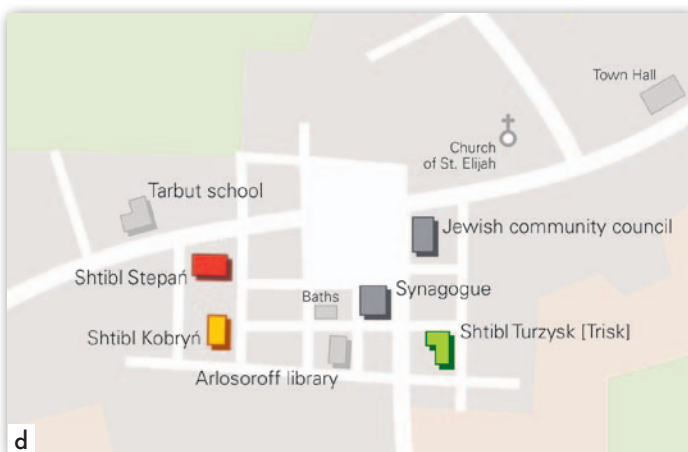 Town Hall
Church
of St. Elijah
Tarbut school
Jewish community council
Shtibl Stepań
Synagogue
Baths
Shtibl Kobryń
Shtibl Turzysk [Trisk]
Arlosoroff library
d